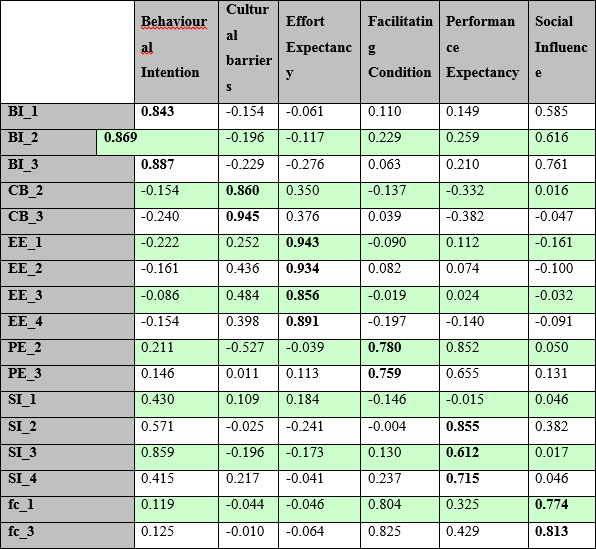 Behaviour Cultur Effort Facilitatin Performan Social
al al Expectanc g ce Influenc
Intention barrier y Condition Expectancy e
s
BI_1 0.843 -0.154 -0.061 0.110 0.149 0.585
BI_2 0.869 -0.196 -0.117 0.229 0.259 0.616
BI_3 0.887 -0.229 -0.276 0.063 0.210 0.761
CB_2 -0.154 0.860 0.350 -0.137 -0.332 0.016
CB_3 -0.240 0.945 0.376 0.039 -0.382 -0.047
EE_1 -0.222 0.252 0.943 -0.090 0.112 -0.161
EE_2 -0.161 0.436 0.934 0.082 0.074 -0.100
EE_3 -0.086 0.484 0.856 -0.019 0.024 -0.032
EE_4 -0.154 0.398 0.891 -0.197 -0.140 -0.091
PE_2 0.211 -0.527 -0.039 0.780 0.852 0.050
PE_3 0.146 0.011 0.113 0.759 0.655 0.131
SI_1 0.430 0.109 0.184 -0.146 -0.015 0.046
SI_2 0.571 -0.025 -0.241 -0.004 0.855 0.382
SI_3 0.859 -0.196 -0.173 0.130 0.612 0.017
SI_4 0.415 0.217 -0.041 0.237 0.715 0.046
fc_1 0.119 -0.044 -0.046 0.804 0.325 0.774
fc_3 0.125 -0.010 -0.064 0.825 0.429 0.813